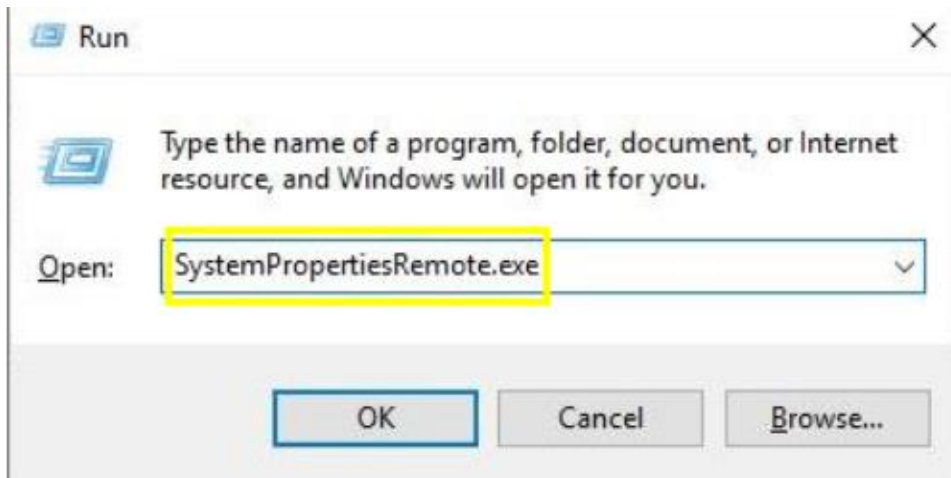 Run
Type the name of a program, folder, document, or Internet
resource, and Windows will open it for you.
Open: SystemPropertiesRemote.exe
OK Cancel Browse...